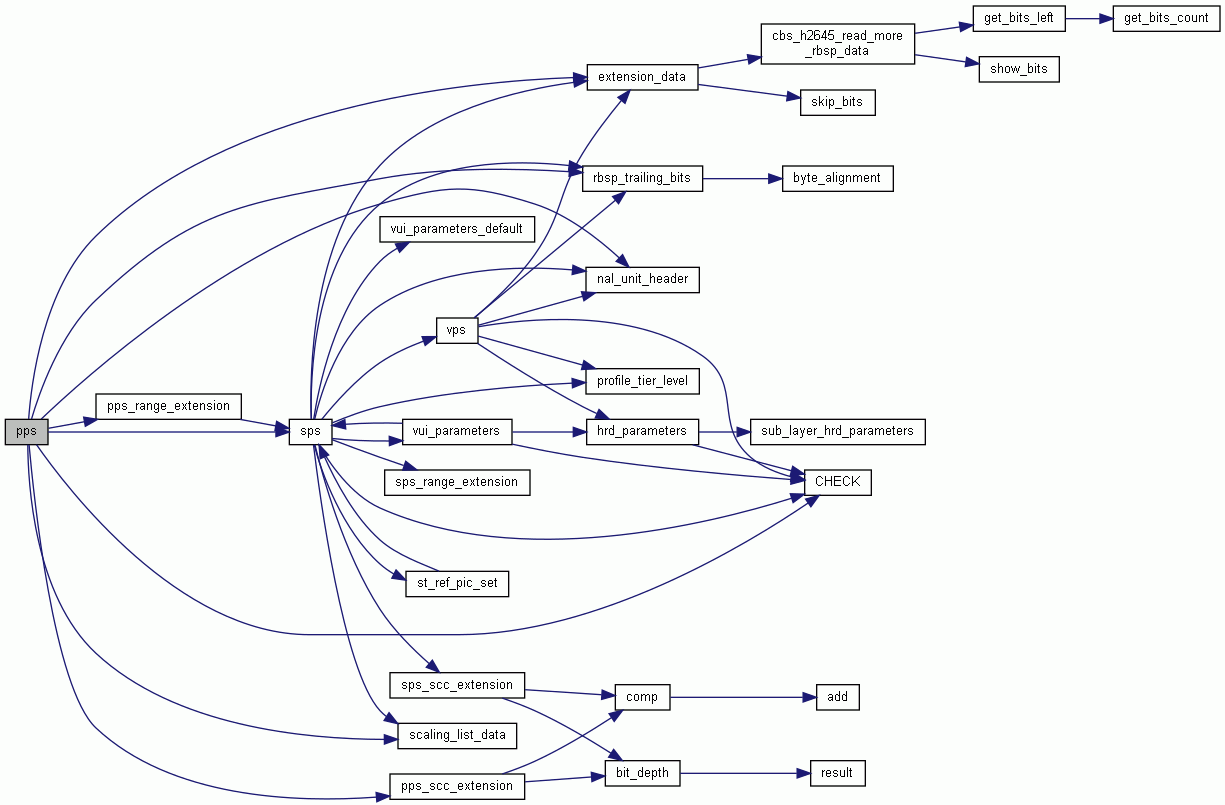 get_bits_left
get_bits_count
cbs_h2645_read_more
_rbsp_data
show_bits
extension_data
skip_bits
rbsp_trailing_bits
byte_alignment
vui_parameters_default
nal_unit_header
vps
profile_tier_level
pps_range_extension
pps
sps
vui_parameters
hrd_parameters
sub_layer_hrd_parameters
sps_range_extension
CHECK
st_ref_pic_set
sps_scc_extension
comp
add
scaling_list_data
pps_scc_extension
bit_depth
result